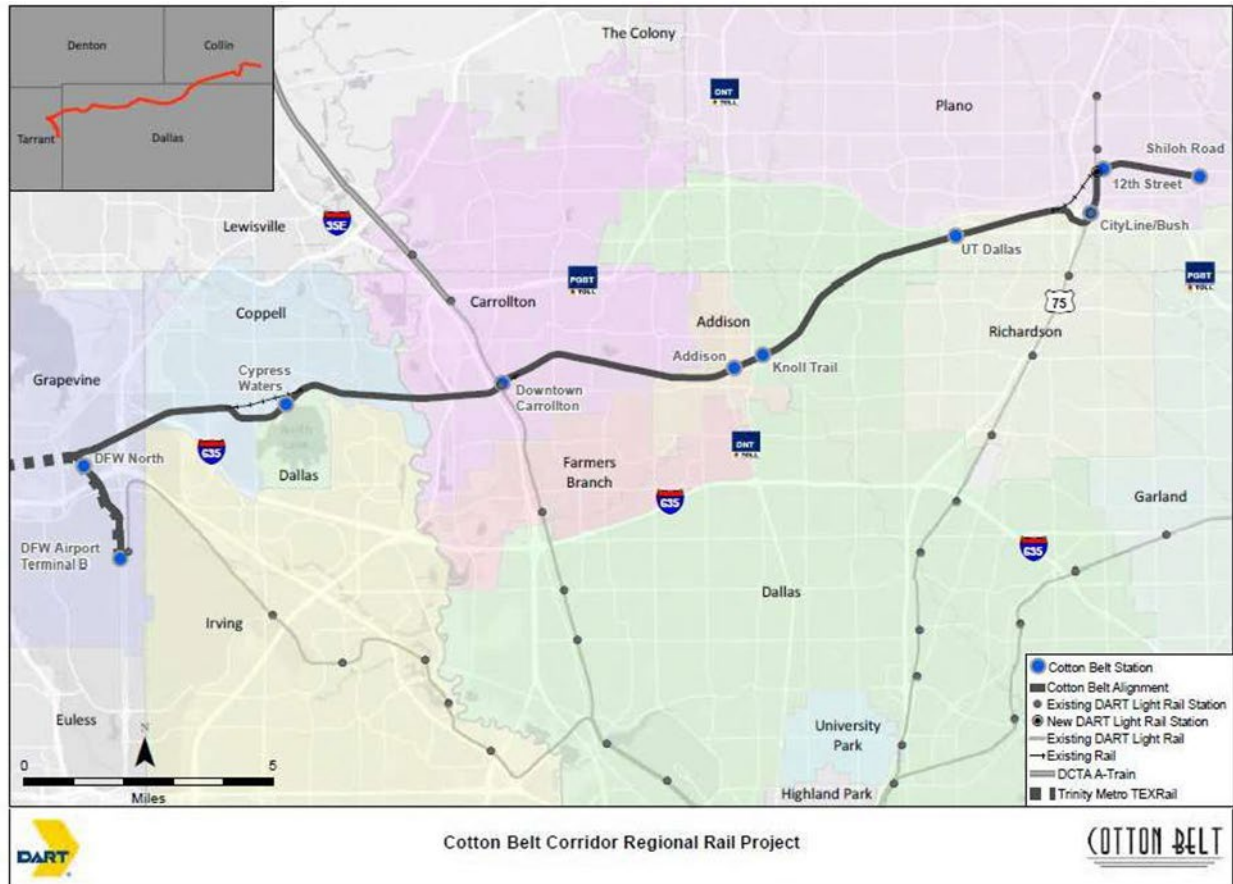 Denton
Collin
Tarrant
Dallas
The Colony
DNT
TOLL
Plano
Shiloh Road
12th Street
CityLine/Bush
Lewisville
35E
UT Dallas
PGBT
TOLL
PGBT
TOLL
75
Carrollton
Coppell
Addison
Richardson
Addison
Knoll Trail
Grapevine
Cypress
Waters
Downtown
Carrollton
635
DFW North
Dallas
DNT
TOLL
Farmers
Branch
635
Garland
DFW Airport
Terminal B
635
Dallas
Irving
Euless
University
Park
Highland Park
N
0 5
Miles
Cotton Belt Station
Cotton Belt Alignment
Existing DART Light Rail Station
New DART Light Rail Station
Existing DART Light Rail
Existing Rail
DCTA A-Train
Trinity Metro TEXRail
DART
Cotton Belt Corridor Regional Rail Project
COTTON BELT